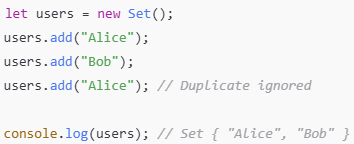 let users = new Set();
users.add("Alice");
users.add("Bob");
users.add("Alice"); // Duplicate ignored
console.log(users); // Set { "Alice", "Bob" }